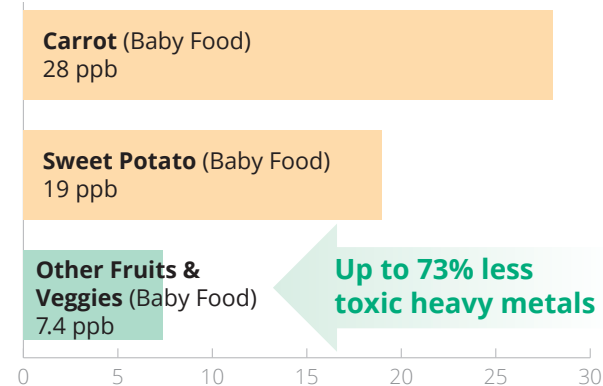 Carrot (Baby Food)
28 ppb
Sweet Potato (Baby Food)
19 ppb
Other Fruits &
Veggies (Baby Food)
7.4 ppb
Up to 73% less
toxic heavy metals
0 5 10 15 20 25 30